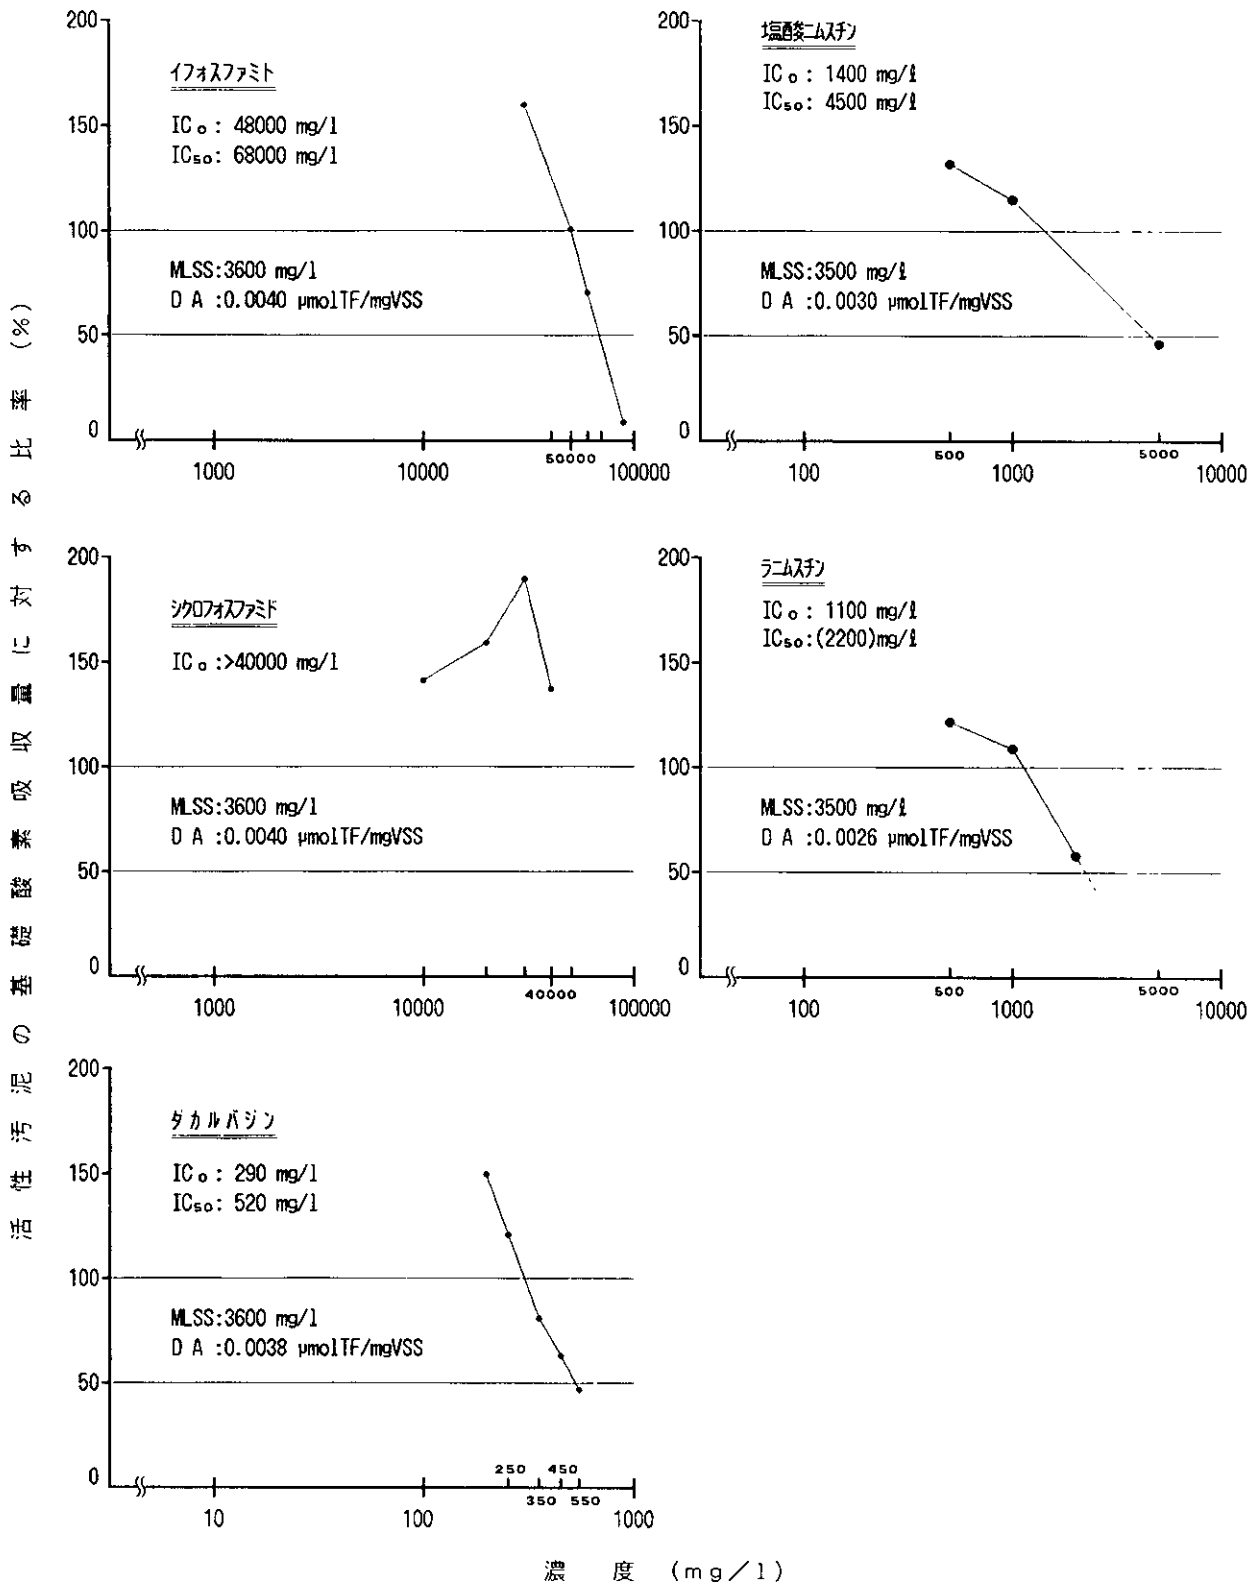 活性汚泥の基礎酸素吸収量に対する比率 (%)
200
150
100
50
0
イフォスファミト
IC₀: 48000 mg/l
IC₅₀: 68000 mg/l
MLSS:3600 mg/l
D A :0.0040 μmolTF/mgVSS
50000
1000 10000 100000
200
150
100
50
0
塩酸ニムスチン
IC₀: 1400 mg/ℓ
IC₅₀: 4500 mg/ℓ
MLSS:3500 mg/ℓ
D A :0.0030 μmolTF/mgVSS
500 5000
100 1000 10000
200
150
100
50
0
シクロフォスファミド
IC₀ :>40000 mg/l
MLSS:3600 mg/l
D A :0.0040 μmolTF/mgVSS
40000
1000 10000 100000
200
150
100
50
0
ラニムスチン
IC₀: 1100 mg/ℓ
IC₅₀:(2200)mg/ℓ
MLSS:3500 mg/ℓ
D A :0.0026 μmolTF/mgVSS
500 5000
100 1000 10000
200
150
100
50
0
ダカルバジン
IC₀: 290 mg/l
IC₅₀: 520 mg/l
MLSS:3600 mg/l
D A :0.0038 μmolTF/mgVSS
250 450
350 550
10 100 1000
濃 度 (mg/l)